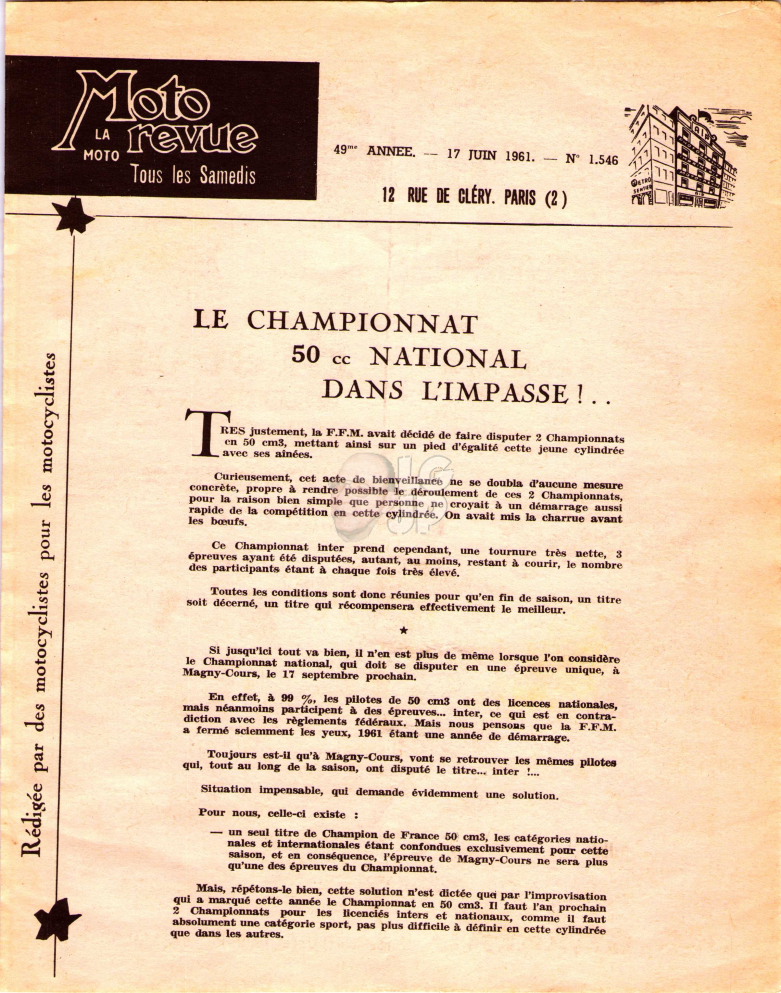 Moto
revue
LA
MOTO
Tous les Samedis
49me ANNEE. — 17 JUIN 1961. — N° 1.546
12 RUE DE CLÉRY. PARIS (2)
METRO
SENTIER
Rédigée par des motocyclistes pour les motocyclistes
LE CHAMPIONNAT
50 cc NATIONAL
DANS L'IMPASSE !..
TRES justement, la F.F.M. avait décidé de faire disputer 2 Championnats
en 50 cm3, mettant ainsi sur un pied d'égalité cette jeune cylindrée
avec ses aînées.
Curieusement, cet acte de bienveillance ne se doubla d'aucune mesure
concrète, propre à rendre possible le déroulement de ces 2 Championnats,
pour la raison bien simple que personne ne croyait à un démarrage aussi
rapide de la compétition en cette cylindrée. On avait mis la charrue avant
les bœufs.
Ce Championnat inter prend cependant, une tournure très nette, 3
épreuves ayant été disputées, autant, au moins, restant à courir, le nombre
des participants étant à chaque fois très élevé.
Toutes les conditions sont donc réunies pour qu'en fin de saison, un titre
soit décerné, un titre qui récompensera effectivement le meilleur.
Si jusqu'ici tout va bien, il n'en est plus de même lorsque l'on considère
le Championnat national, qui doit se disputer en une épreuve unique, à
Magny-Cours, le 17 septembre prochain.
En effet, à 99 %, les pilotes de 50 cm3 ont des licences nationales,
mais néanmoins participent à des épreuves... inter, ce qui est en contra-
diction avec les règlements fédéraux. Mais nous pensons que la F.F.M.
a fermé sciemment les yeux, 1961 étant une année de démarrage.
Toujours est-il qu'à Magny-Cours, vont se retrouver les mêmes pilotes
qui, tout au long de la saison, ont disputé le titre... inter !...
Situation impensable, qui demande évidemment une solution.
Pour nous, celle-ci existe :
— un seul titre de Champion de France 50 cm3, les catégories natio-
nales et internationales étant confondues exclusivement pour cette
saison, et en conséquence, l'épreuve de Magny-Cours ne sera plus
qu'une des épreuves du Championnat.
Mais, répétons-le bien, cette solution n'est dictée que par l'improvisation
qui a marqué cette année le Championnat en 50 cm3. Il faut l'an prochain
2 Championnats pour les licenciés inters et nationaux, comme il faut
absolument une catégorie sport, pas plus difficile à définir en cette cylindrée
que dans les autres.